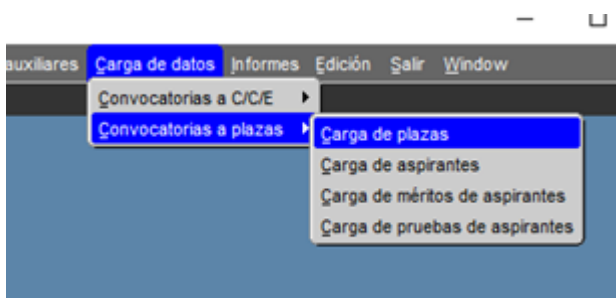 auxiliares Carga de datos Informes Edición Salir Window
Convocatorias a C/C/E
Convocatorias a plazas
Carga de plazas
Carga de aspirantes
Carga de méritos de aspirantes
Carga de pruebas de aspirantes